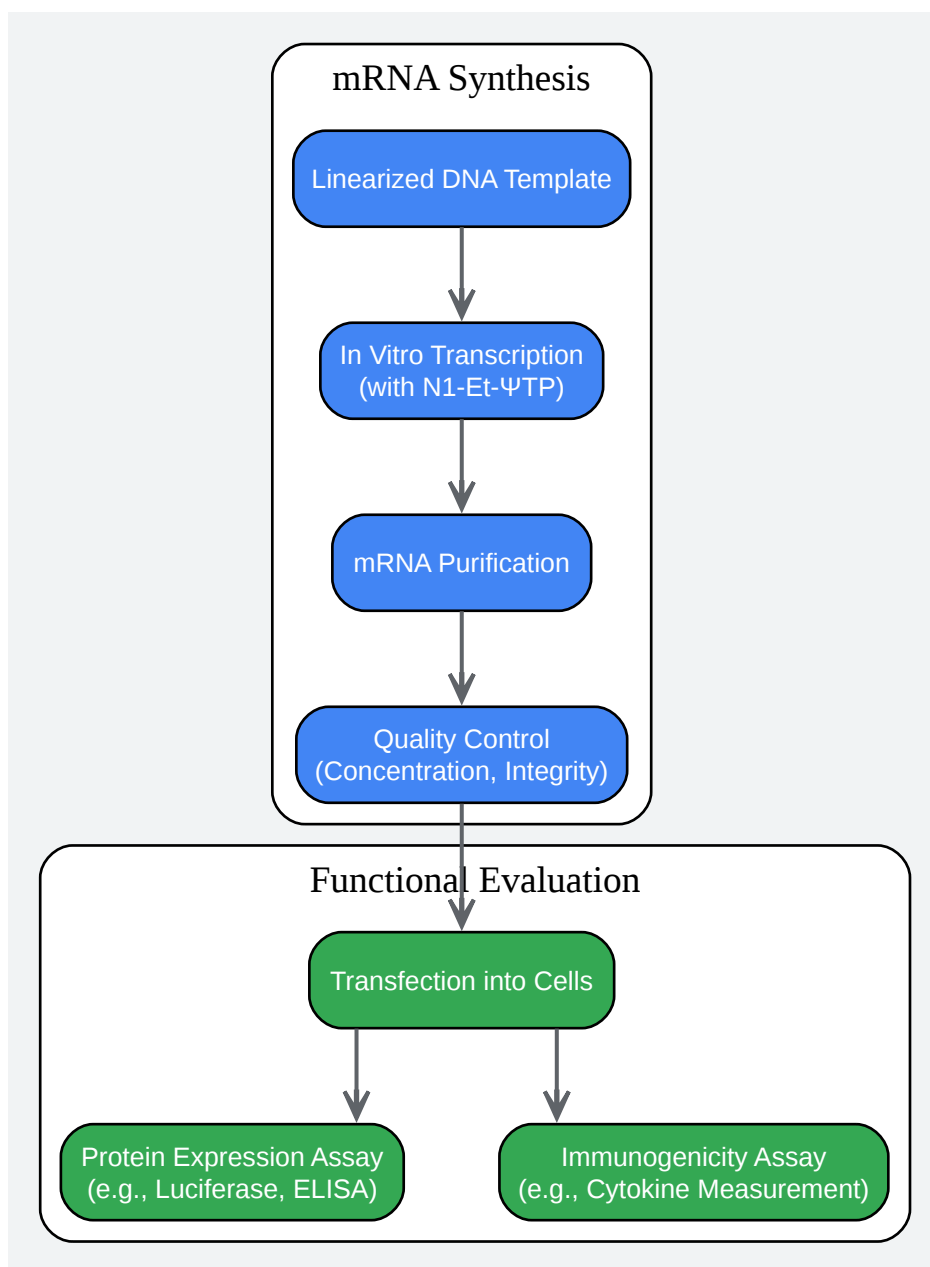 mRNA Synthesis
Linearized DNA Template
In Vitro Transcription
(with N1-Et-ΨTP)
mRNA Purification
Quality Control
(Concentration, Integrity)
Functional Evaluation
Transfection into Cells
Protein Expression Assay
(e.g., Luciferase, ELISA)
Immunogenicity Assay
(e.g., Cytokine Measurement)